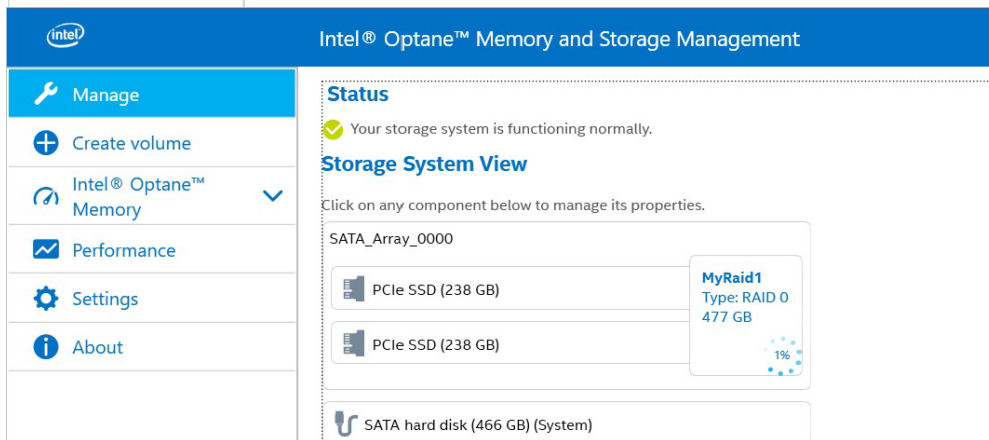 intel
Intel® Optane™ Memory and Storage Management
Manage
Create volume
Intel® Optane™
Memory
Performance
Settings
About
Status
Your storage system is functioning normally.
Storage System View
Click on any component below to manage its properties.
SATA_Array_0000
PCIe SSD (238 GB)
PCIe SSD (238 GB)
MyRaid1
Type: RAID 0
477 GB
1%
SATA hard disk (466 GB) (System)